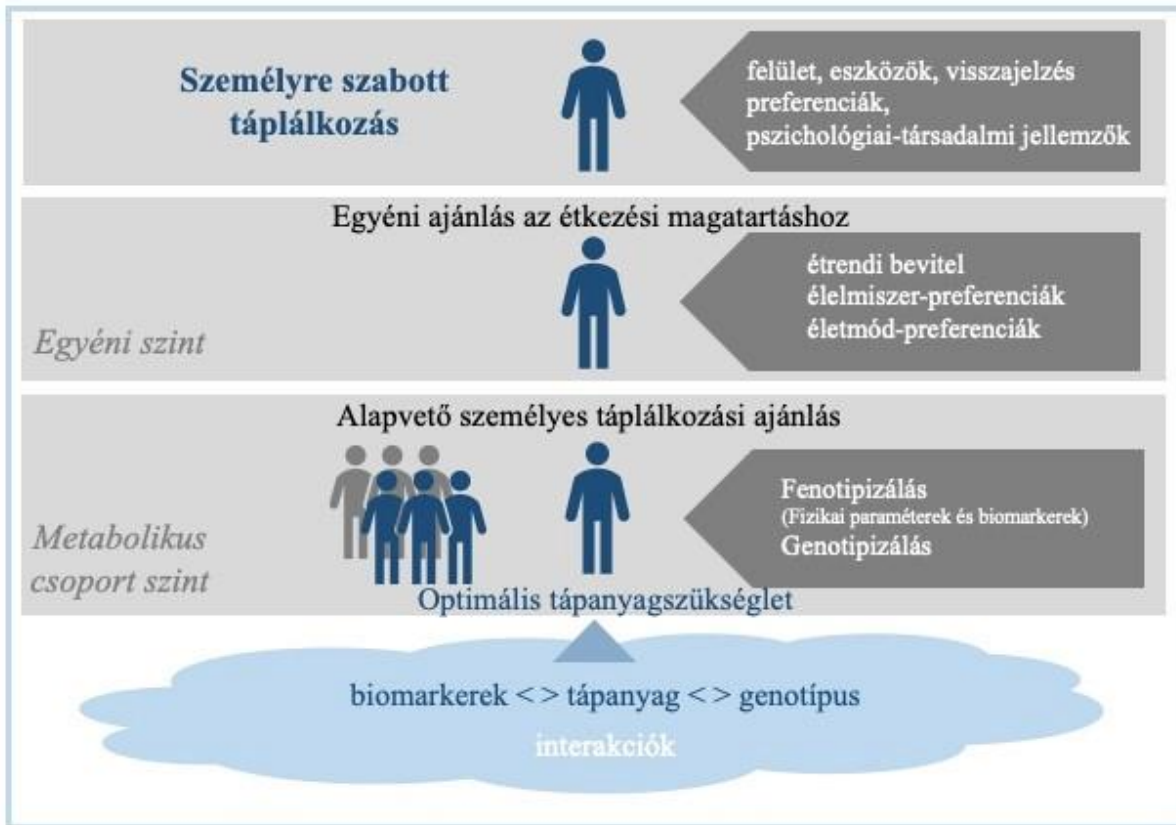 Személyre szabott
táplálkozás
felület, eszközök, visszajelzés
preferenciák,
pszichológiai-társadalmi jellemzők
Egyéni ajánlás az étkezési magatartáshoz
étrendi bevitel
élelmiszer-preferenciák
életmód-preferenciák
Egyéni szint
Alapvető személyes táplálkozási ajánlás
Fenotipizálás
(Fizikai paraméterek és biomarkerek)
Genotipizálás
Metabolikus
csoport szint
Optimális tápanyagszükséglet
biomarkerek < > tápanyag < > genotípus
interakciók